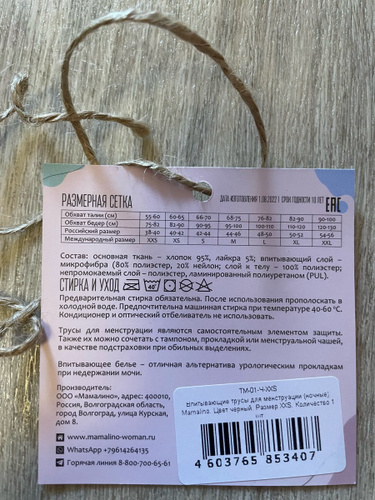 РАЗМЕРНАЯ СЕТКА
ДАТА ИЗГОТОВЛЕНИЯ 1.08.2022 | СРОК ГОДНОСТИ 10 ЛЕТ EAC
Обхват талии (см) 55-60 60-65 66-70 68-75 76-82 82-90 90-100
Обхват бедер (см) 75-82 82-90 90-95 95-100 100-110 110-120 120-130
Российский размер 38-40 40-42 42-44 44-46 48-50 50-52 54-56
Международный размер XXS XS S M L XL XXL
Состав: основная ткань – хлопок 95%, лайкра 5%; впитывающий слой –
микрофибра (80% полиэстер, 20% нейлон; слой к телу – 100% полиэстер;
непромокаемый слой – полиэстер, ламинированный полиуретаном (PUL).
СТИРКА И УХОД
Предварительная стирка обязательна. После использования прополоскать в
холодной воде. Предпочтительна машинная стирка при температуре 40-60 °С.
Кондиционер и оптический отбеливатель не использовать.
Трусы для менструации являются самостоятельным элементом защиты.
Также их можно сочетать с тампоном, прокладкой или менструальной чашей,
в качестве подстраховки при обильных выделениях.
Впитывающее белье – отличная альтернатива урологическим прокладкам
при недержании мочи.
Производитель:
ООО «Мамалино», адрес: 400010,
Россия, Волгоградская область,
город Волгоград, улица Курская,
дом 8.
www.mamalino-woman.ru
WhatsApp +79614264135
Горячая линия 8-800-700-65-61
TM-01-Ч-XXS
Впитывающие трусы для менструации (ночные)
Mamalino. Цвет черный. Размер XXS. Количество 1
шт.
4 603765 853407